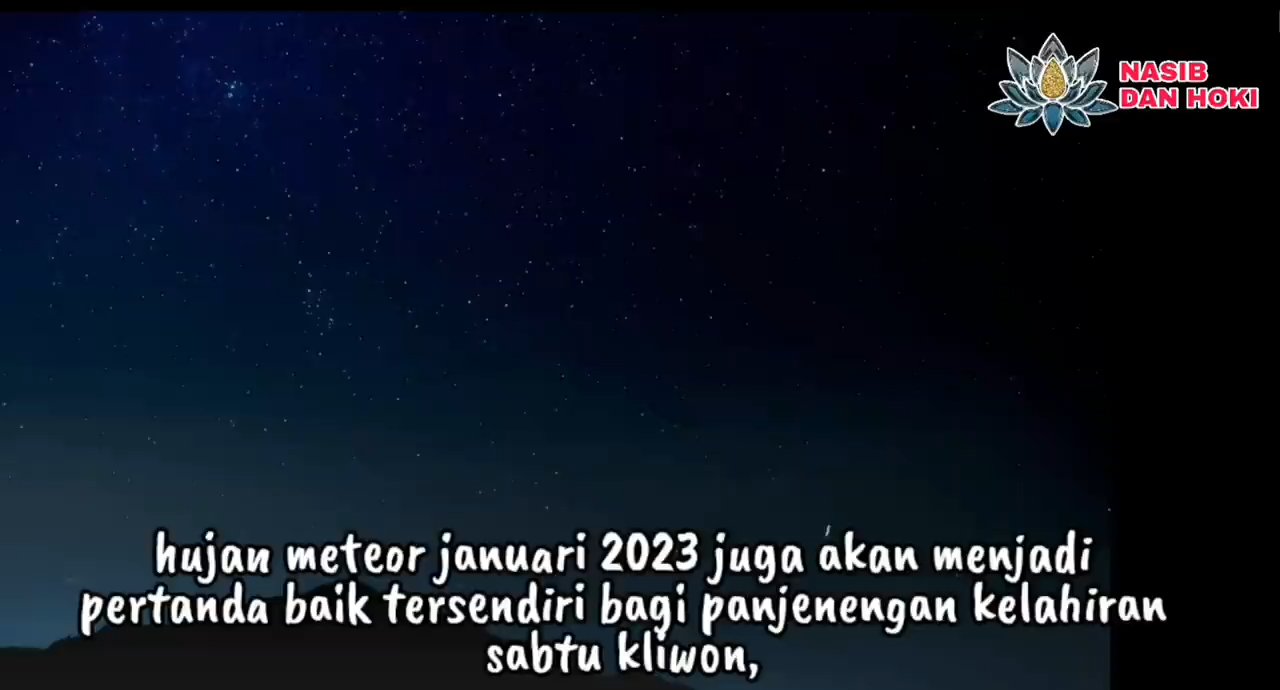 NASIB
DAN HOKI
hujan meteor januari 2023 juga akan menjadi
pertanda baik tersendiri bagi panjenengan kelahiran
sabtu kliwon,